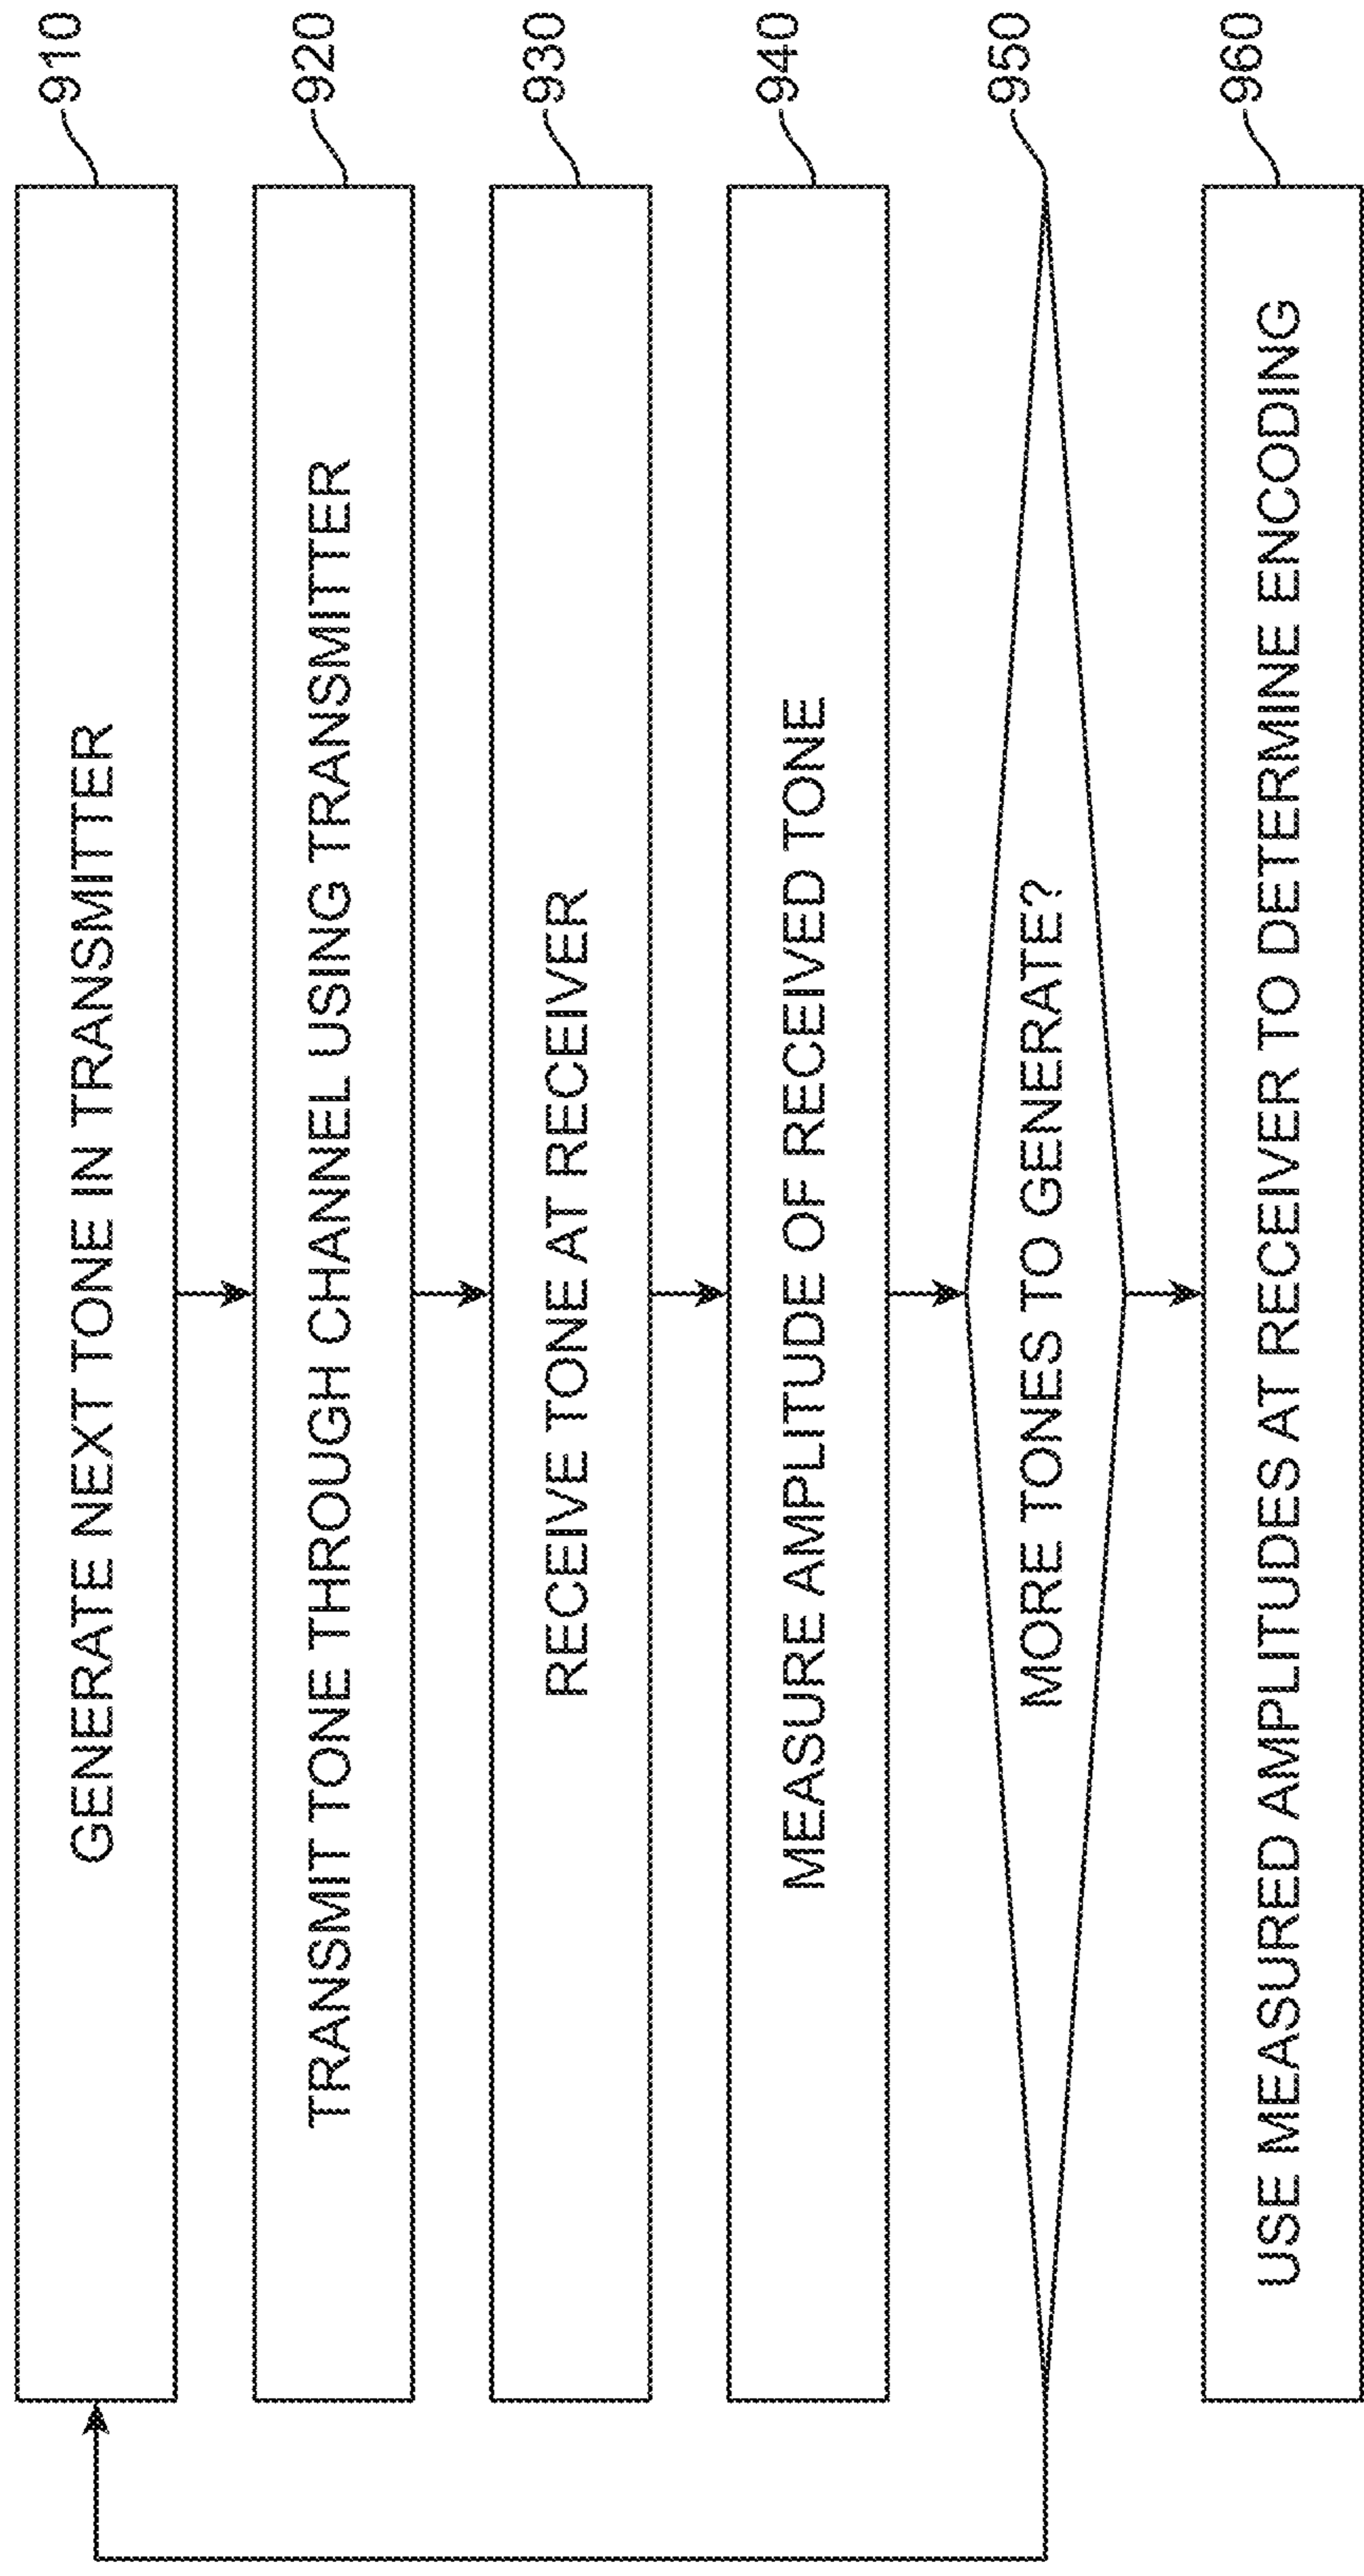 GENERATE NEXT TONE IN TRANSMITTER
910
TRANSMIT TONE THROUGH CHANNEL USING TRANSMITTER
920
RECEIVE TONE AT RECEIVER
930
MEASURE AMPLITUDE OF RECEIVED TONE
940
MORE TONES TO GENERATE?
950
USE MEASURED AMPLITUDES AT RECEIVER TO DETERMINE ENCODING
960